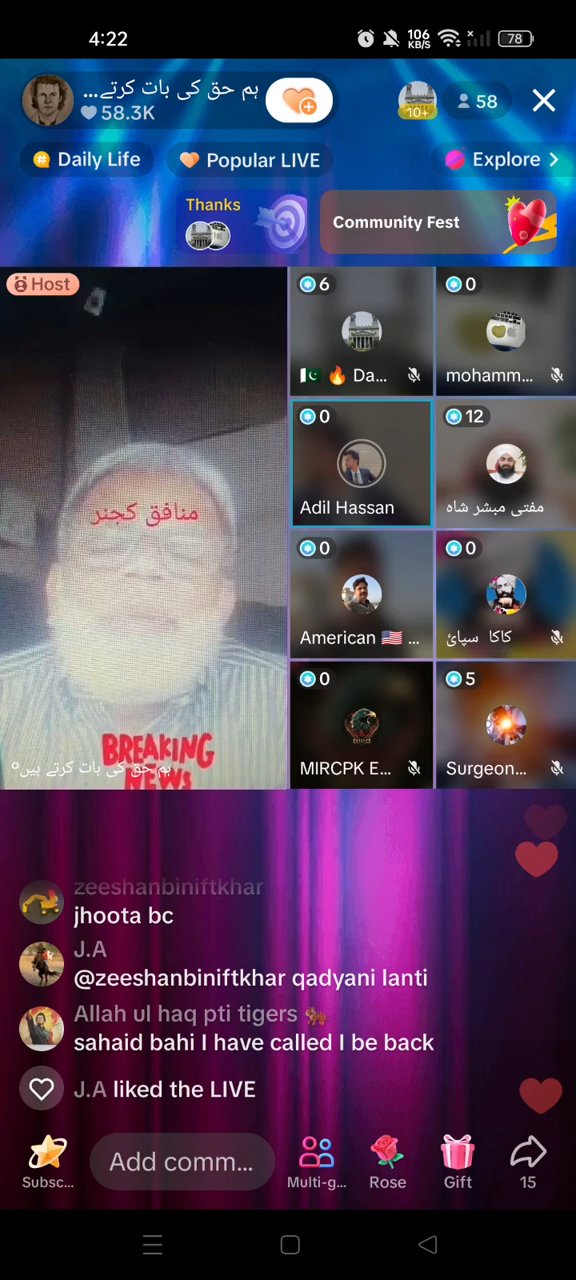 4:22
106
KB/S
78
ہم حق کی بات کرتے...
58.3K
10+
58
Daily Life
Popular LIVE
Explore
Thanks
Community Fest
Host
منافق کجنر
BREAKING
NEWS
ہم حق کی بات کرتے ہیں
6
Da...
0
mohamm...
0
Adil Hassan
12
مفتی مبشر شاہ
0
American 🇺🇸 ...
0
کاکا سپائ
0
MIRCPK E...
5
Surgeon...
zeeshanbiniftkhar
jhoota bc
J.A
@zeeshanbiniftkhar qadyani lanti
Allah ul haq pti tigers 🐅
sahaid bahi I have called I be back
J.A liked the LIVE
Subsc...
Add comm...
Multi-g...
Rose
Gift
15